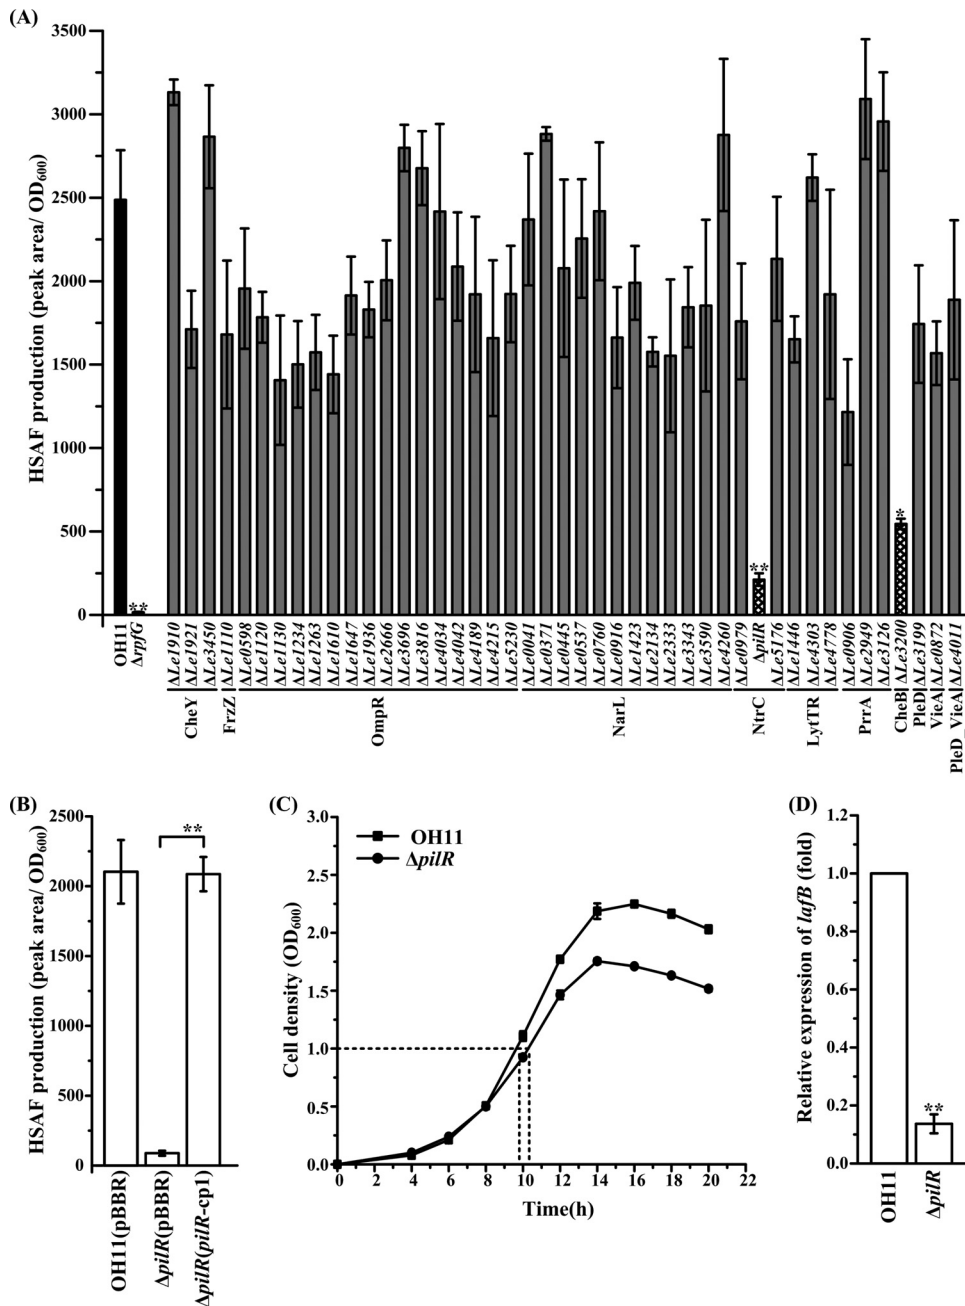 (A)
HSAF production (peak area/ OD600)
3500
3000
2500
2000
1500
1000
500
0
**
**
*
OH11
ΔrpfG
ΔLe1910
ΔLe1921
ΔLe3450
ΔLe1110
ΔLe0598
ΔLe1120
ΔLe1130
ΔLe1234
ΔLe1263
ΔLe1610
ΔLe1647
ΔLe1936
ΔLe2666
ΔLe3696
ΔLe3816
ΔLe4034
ΔLe4042
ΔLe4189
ΔLe4215
ΔLe5230
ΔLe0041
ΔLe0371
ΔLe0445
ΔLe0537
ΔLe0760
ΔLe0916
ΔLe1423
ΔLe2134
ΔLe2333
ΔLe3343
ΔLe3590
ΔLe4260
ΔLe0979
ΔpilR
ΔLe5176
ΔLe1446
ΔLe4303
ΔLe4778
ΔLe0906
ΔLe2949
ΔLe3126
ΔLe3200
ΔLe3199
ΔLe0872
ΔLe4011
CheY
FrzZ
OmpR
NarL
NtrC
LytTR
PrrA
CheB
PleD
VieA
PleD_VieA
(B)
HSAF production (peak area/ OD600)
2500
2000
1500
1000
500
0
**
OH11(pBBR)
ΔpilR(pBBR)
ΔpilR(pilR-cp1)
(C)
Cell density (OD600)
3.0
2.5
2.0
1.5
1.0
0.5
0.0
OH11
ΔpilR
0 2 4 6 8 10 12 14 16 18 20 22
Time(h)
(D)
Relative expression of lafB (fold)
1.2
1.0
0.8
0.6
0.4
0.2
0.0
**
OH11
ΔpilR